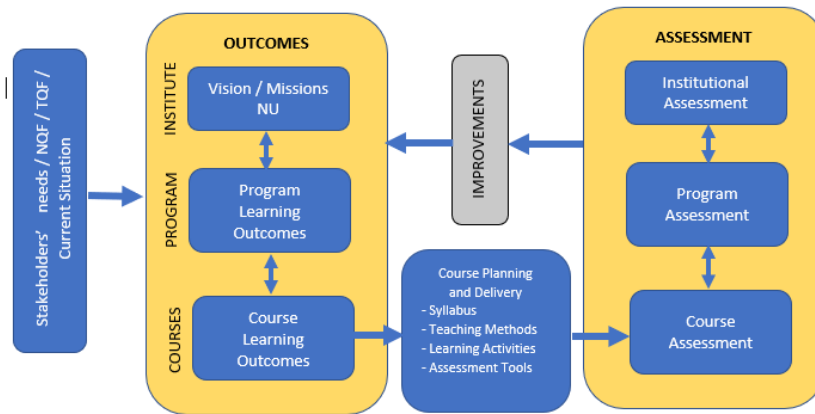 Stakeholders' needs / NQF / TQF /
Current Situation
OUTCOMES
INSTITUTE
Vision / Missions
NU
PROGRAM
Program
Learning
Outcomes
COURSES
Course
Learning
Outcomes
IMPROVEMENTS
Course Planning
and Delivery
- Syllabus
- Teaching Methods
- Learning Activities
- Assessment Tools
ASSESSMENT
Institutional
Assessment
Program
Assessment
Course
Assessment